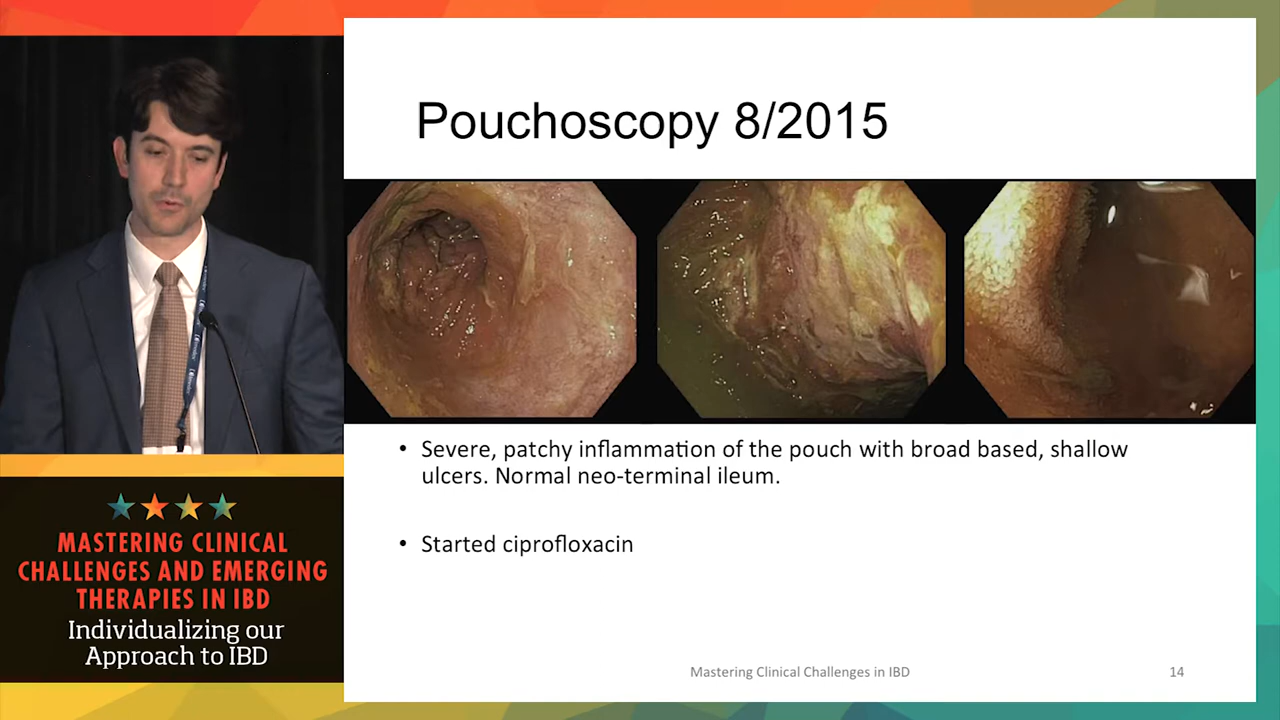 Pouchoscopy 8/2015
• Severe, patchy inflammation of the pouch with broad based, shallow
ulcers. Normal neo-terminal ileum.
• Started ciprofloxacin
Mastering Clinical Challenges in IBD
14
MASTERING CLINICAL
CHALLENGES AND EMERGING
THERAPIES IN IBD
Individualizing our
Approach to IBD